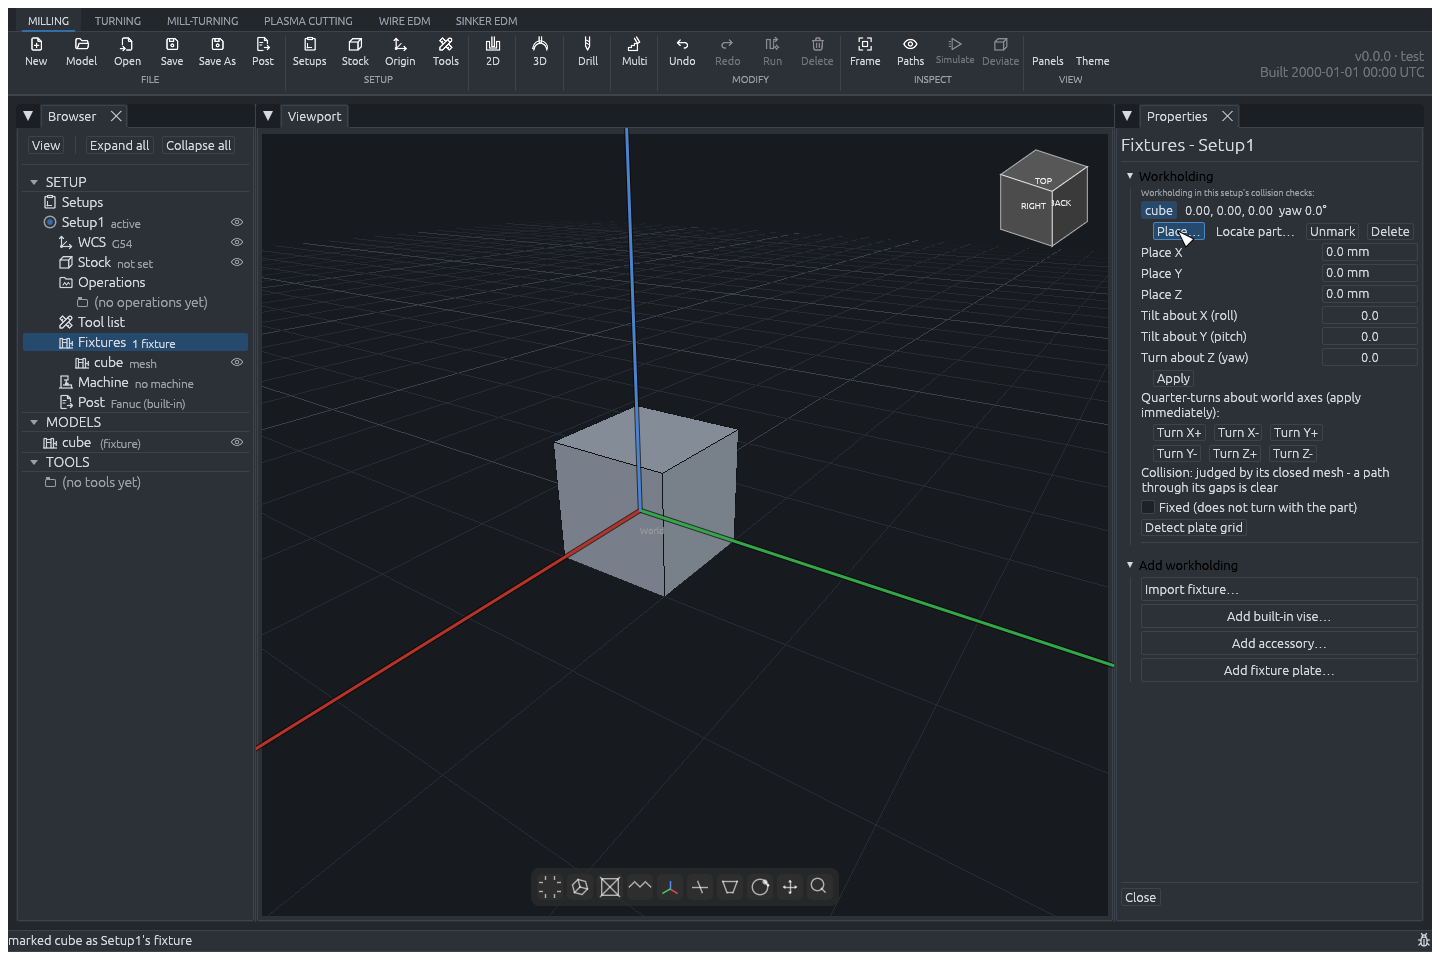 MILLING TURNING MILL-TURNING PLASMA CUTTING WIRE EDM SINKER EDM
New Model Open Save Save As Post Setups Stock Origin Tools 2D 3D Drill Multi Undo Redo Run Delete Frame Paths Simulate Deviate Panels Theme
FILE SETUP MODIFY INSPECT VIEW
v0.0.0 · test
Built 2000-01-01 00:00 UTC
Browser
View Expand all Collapse all
SETUP
Setups
Setup1 active
WCS G54
Stock not set
Operations
(no operations yet)
Tool list
Fixtures 1 fixture
cube mesh
Machine no machine
Post Fanuc (built-in)
MODELS
cube (fixture)
TOOLS
(no tools yet)
Viewport
TOP
RIGHT
World
Properties
Fixtures - Setup1
Workholding
Workholding in this setup's collision checks:
cube 0.00, 0.00, 0.00 yaw 0.0°
Place… Locate part… Unmark Delete
Place X 0.0 mm
Place Y 0.0 mm
Place Z 0.0 mm
Tilt about X (roll) 0.0
Tilt about Y (pitch) 0.0
Turn about Z (yaw) 0.0
Apply
Quarter-turns about world axes (apply
immediately):
Turn X+ Turn X- Turn Y+
Turn Y- Turn Z+ Turn Z-
Collision: judged by its closed mesh - a path
through its gaps is clear
Fixed (does not turn with the part)
Detect plate grid
Add workholding
Import fixture…
Add built-in vise…
Add accessory…
Add fixture plate…
Close
marked cube as Setup1's fixture